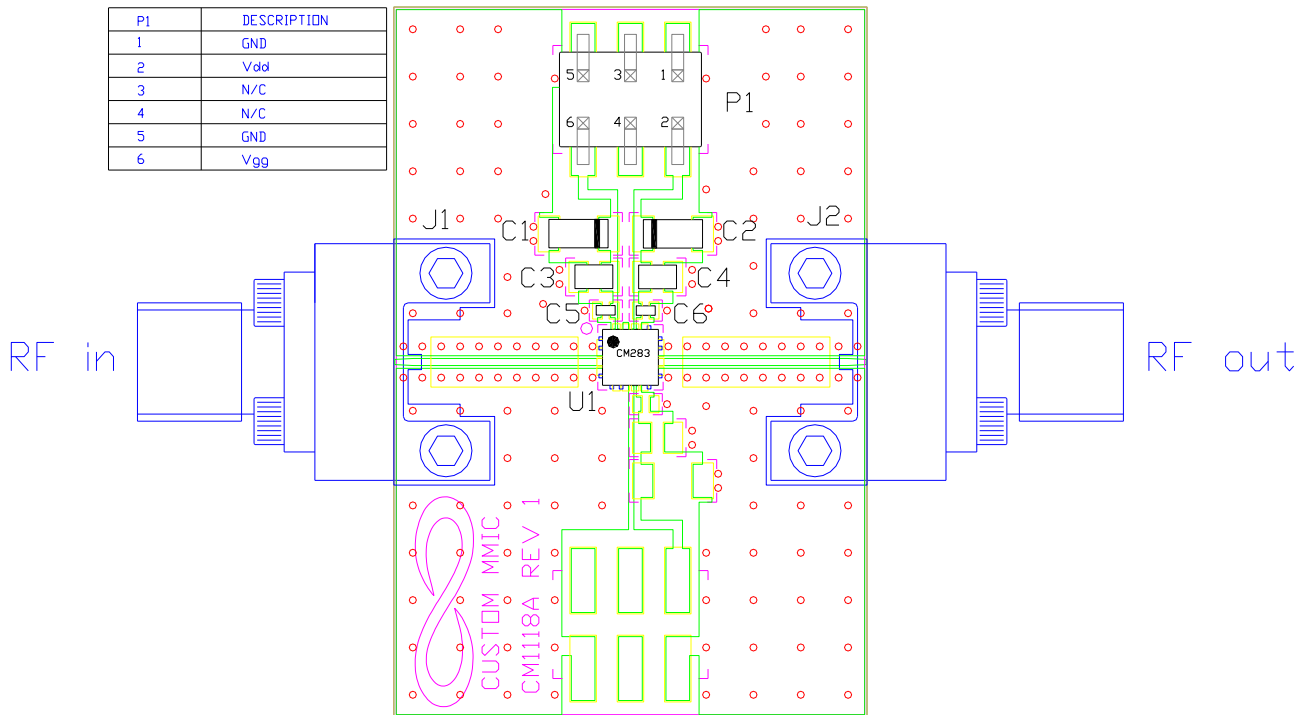 P1 DESCRIPTION
1 GND
2 Vdd
3 N/C
4 N/C
5 GND
6 Vgg
5 3 1
P1
6 4 2
J1
C1
C2
J2
C3
C4
C5
C6
RF in
CM283
RF out
U1
CUSTOM MMIC
CM1118A REV 1